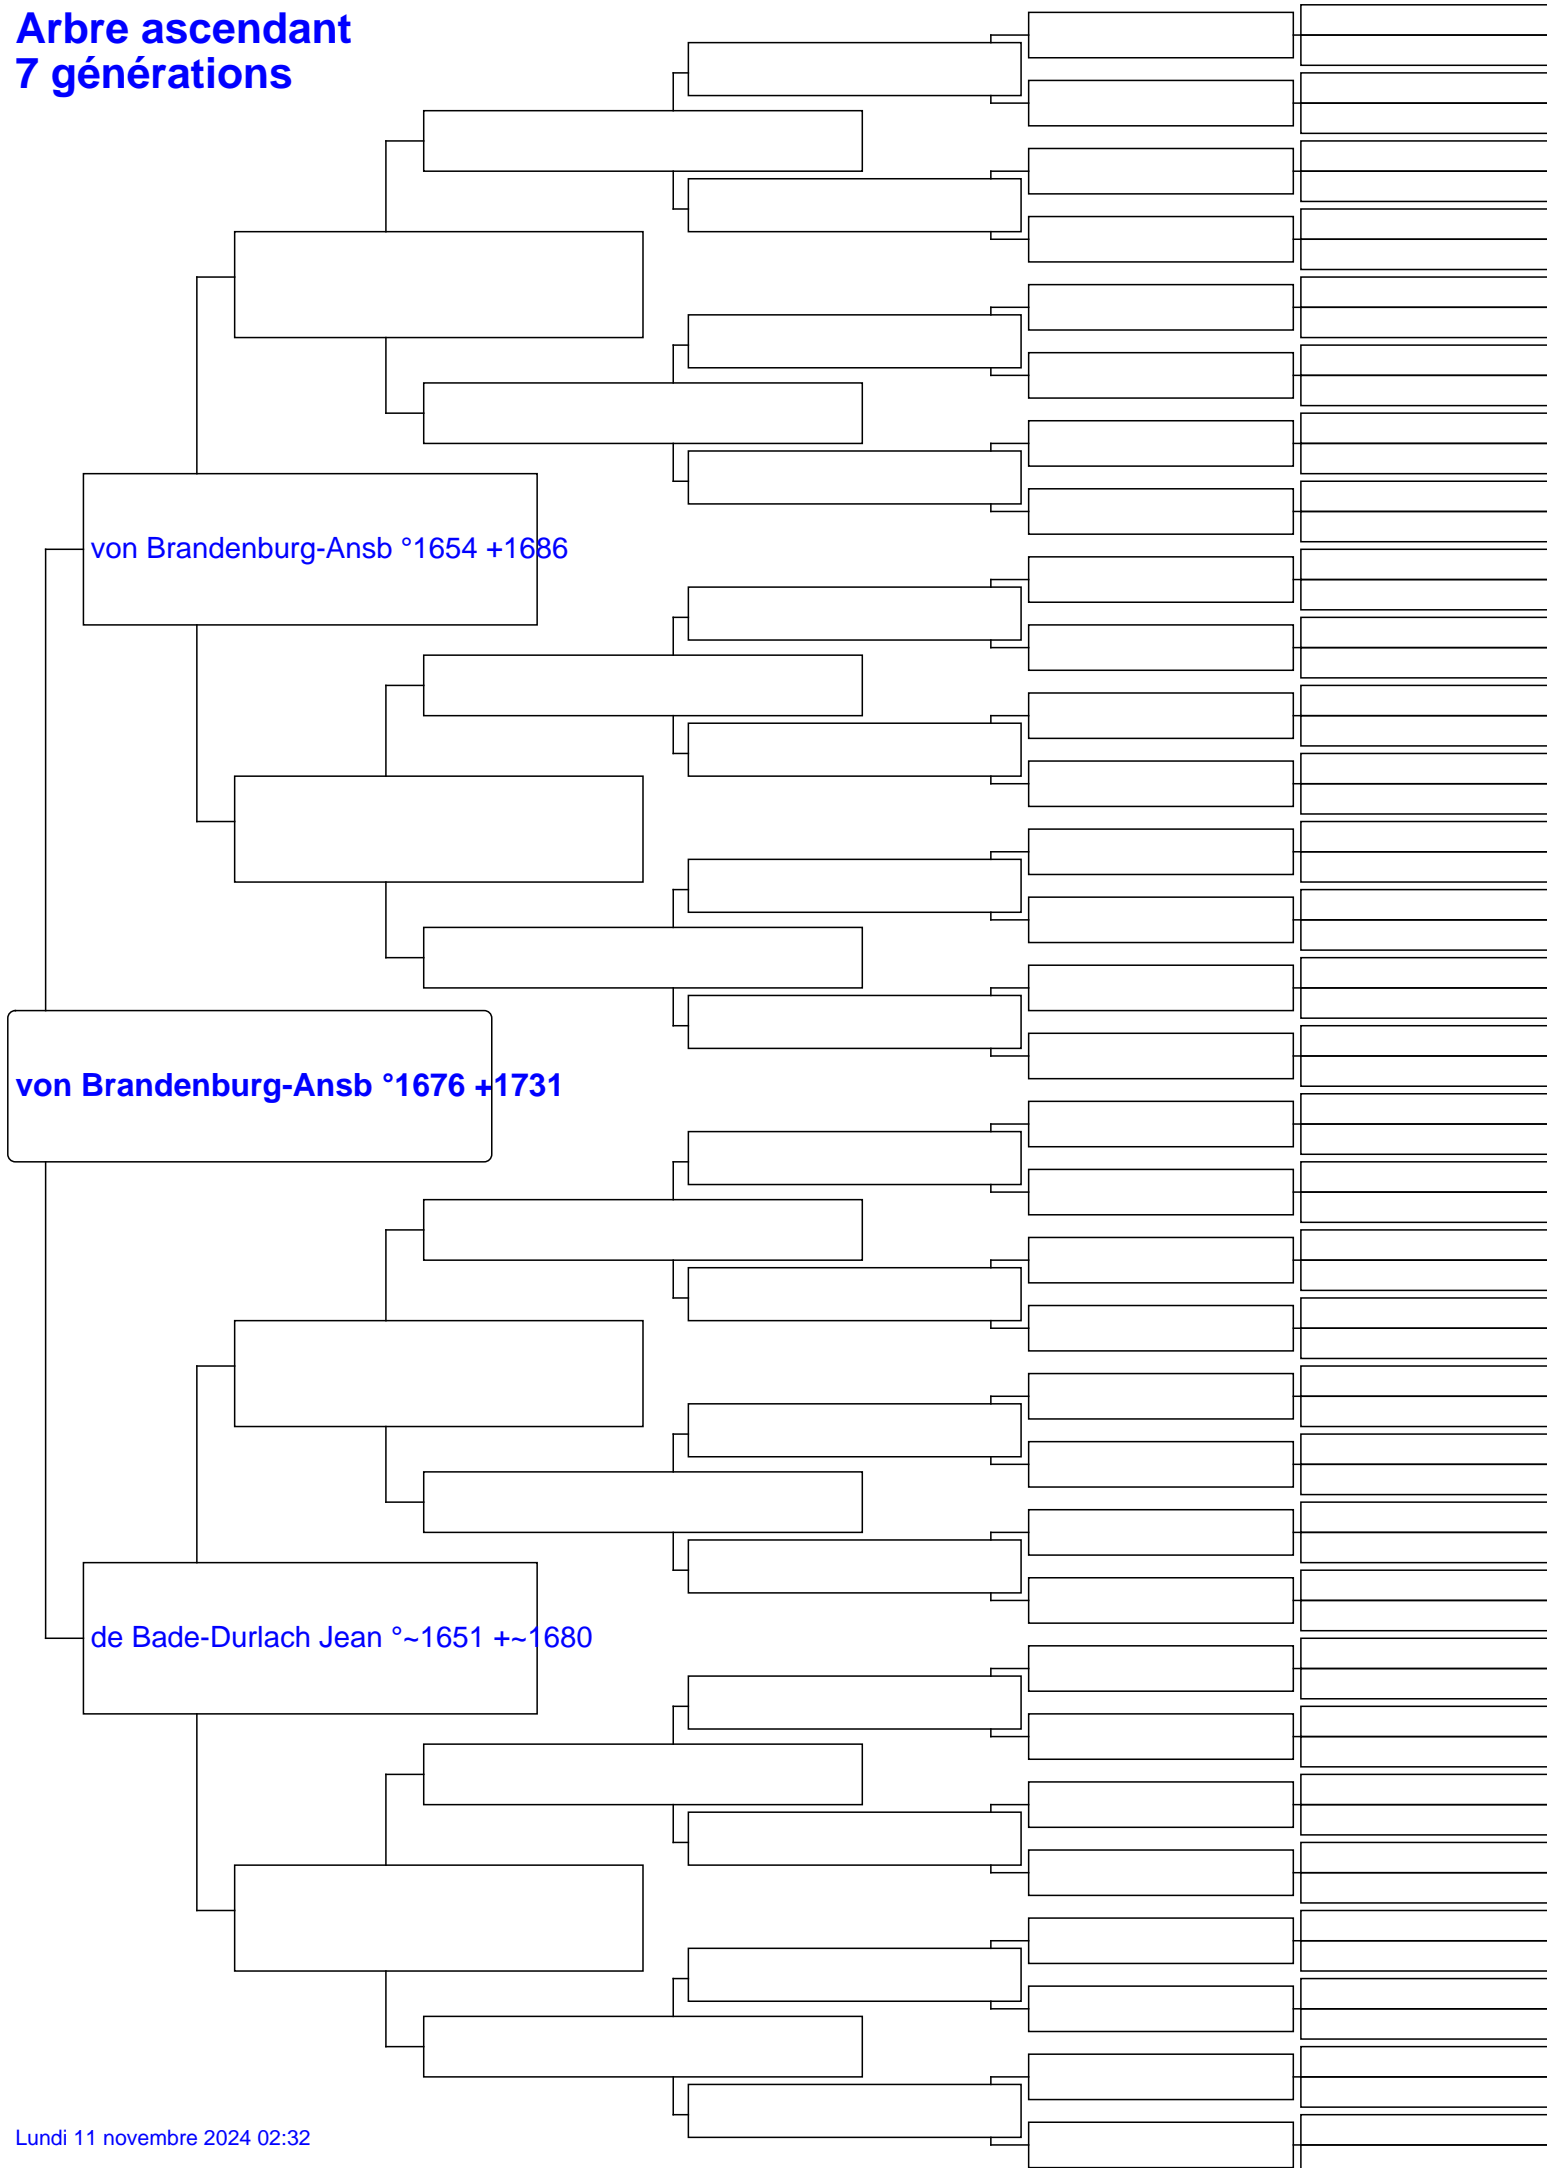 Arbre ascendant
7 générations
von Brandenburg-Ansb °1654 +1686
von Brandenburg-Ansb °1676 +1731
de Bade-Durlach Jean °~1651 +~1680
Lundi 11 novembre 2024 02:32